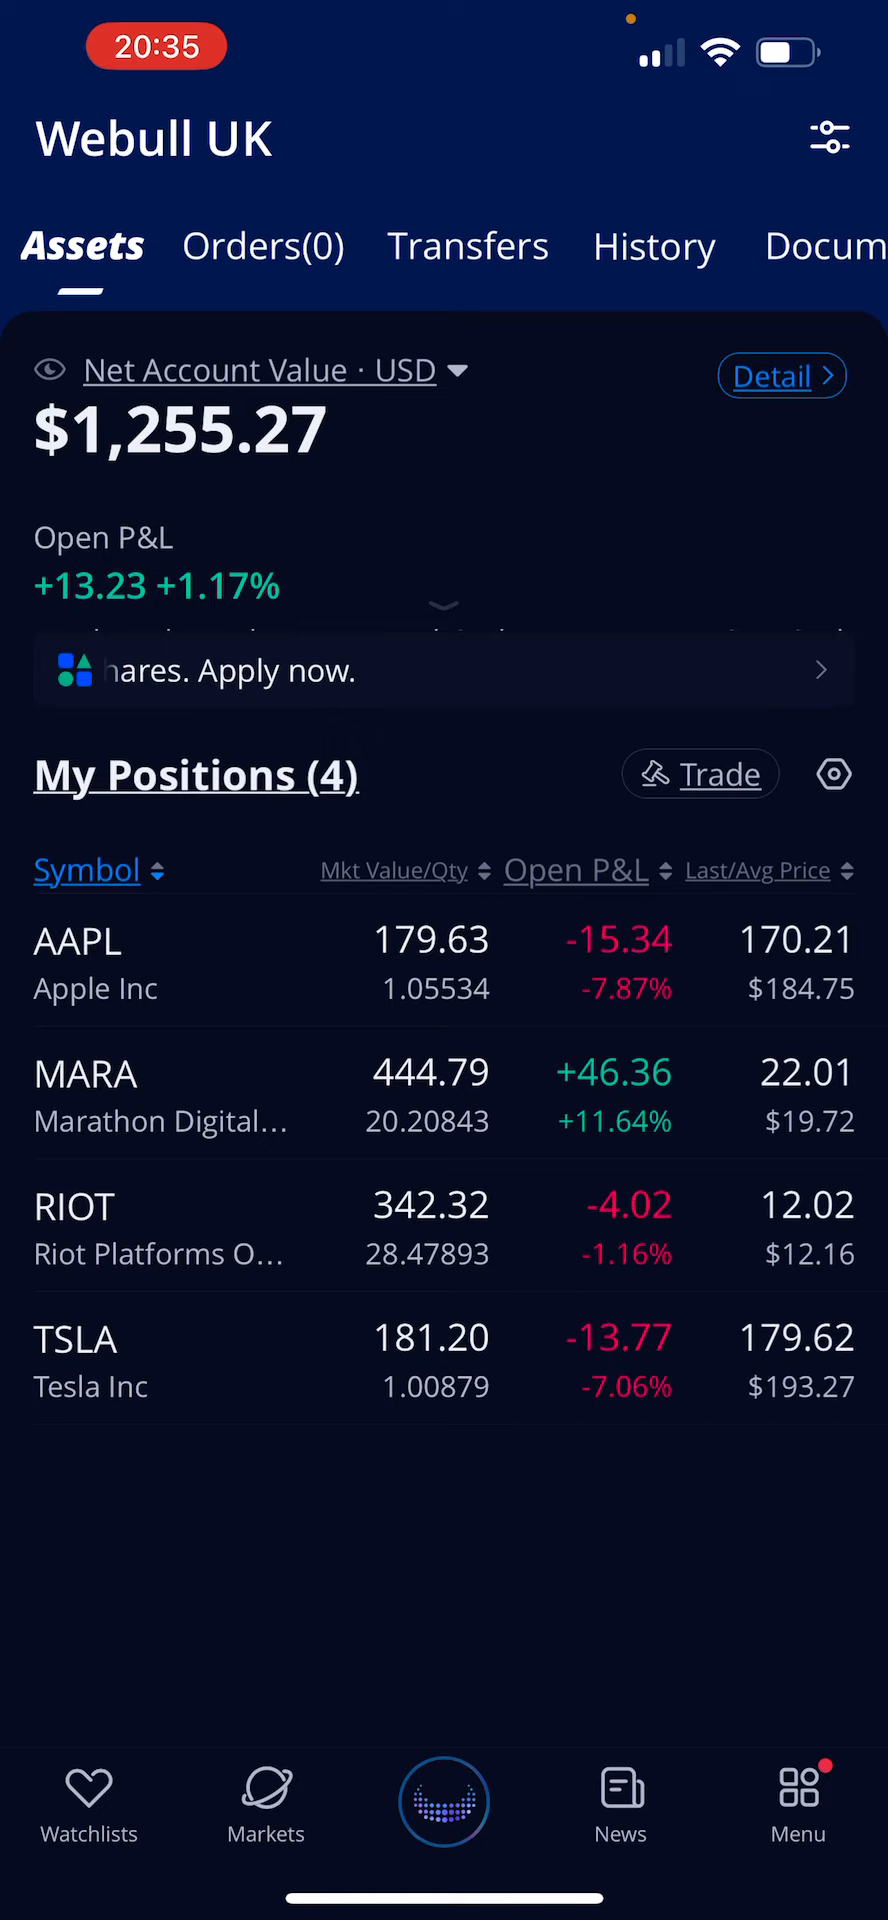 20:35
Webull UK
Assets Orders(0) Transfers History Docum
Net Account Value · USD
Detail
$1,255.27
Open P&L
+13.23 +1.17%
hares. Apply now.
My Positions (4)
Trade
Symbol Mkt Value/Qty Open P&L Last/Avg Price
AAPL 179.63 -15.34 170.21
Apple Inc 1.05534 -7.87% $184.75
MARA 444.79 +46.36 22.01
Marathon Digital... 20.20843 +11.64% $19.72
RIOT 342.32 -4.02 12.02
Riot Platforms O... 28.47893 -1.16% $12.16
TSLA 181.20 -13.77 179.62
Tesla Inc 1.00879 -7.06% $193.27
Watchlists Markets News Menu